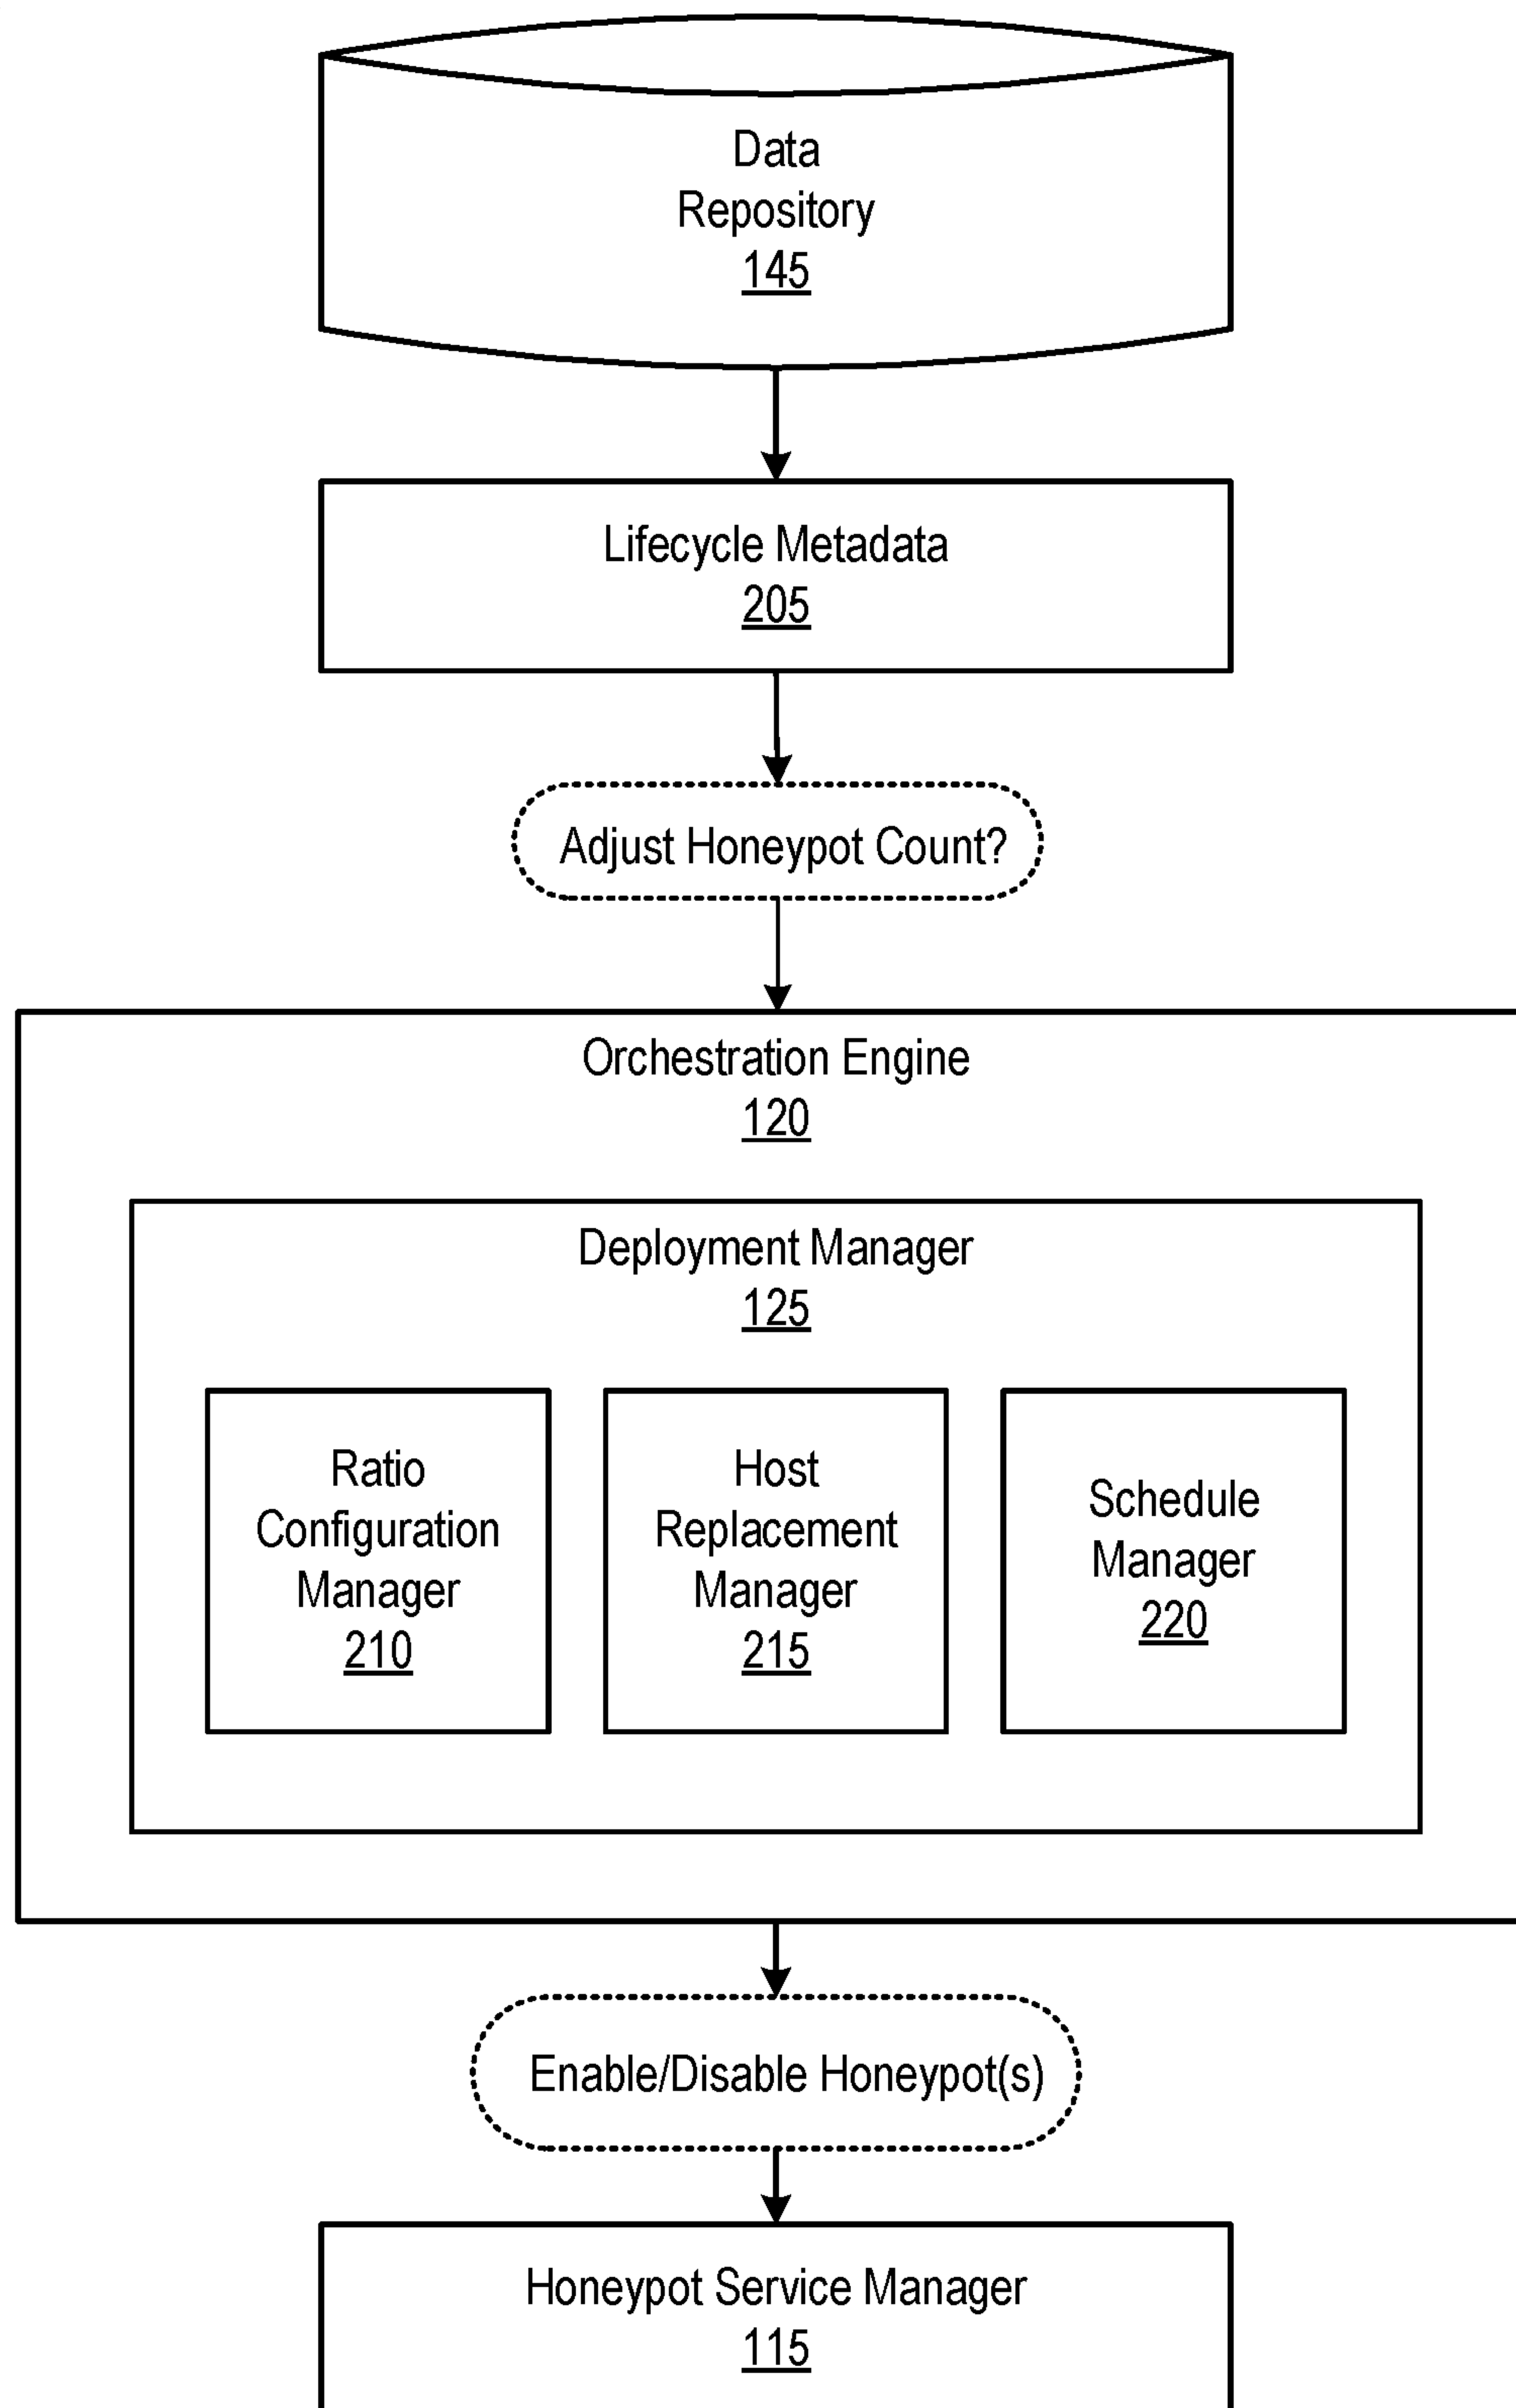 Data
Repository
145
Lifecycle Metadata
205
Adjust Honeypot Count?
Orchestration Engine
120
Deployment Manager
125
Ratio
Configuration
Manager
210
Host
Replacement
Manager
215
Schedule
Manager
220
Enable/Disable Honeypot(s)
Honeypot Service Manager
115